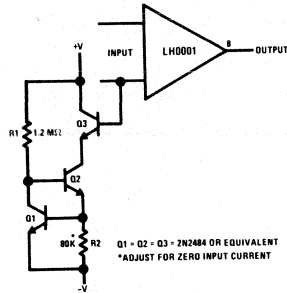 INPUT
LH0001
8
OUTPUT
+V
R1
1.2 MΩ
Q3
Q2
Q1
80K*
R2
Q1 = Q2 = Q3 = 2N2484 OR EQUIVALENT
*ADJUST FOR ZERO INPUT CURRENT
-V